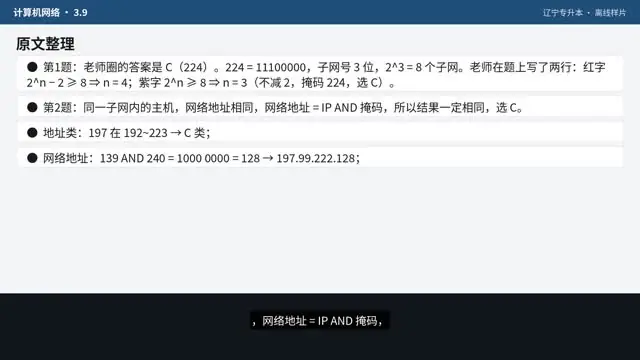 计算机网络 · 3.9
辽宁专升本 · 离线样片
原文整理
● 第1题：老师圈的答案是 C（224）。224 = 11100000，子网号 3 位，2^3 = 8 个子网。老师在题上写了两行：红字
2^n − 2 ⩾ 8 ⇒ n = 4；紫字 2^n ⩾ 8 ⇒ n = 3（不减 2，掩码 224，选 C）。
● 第2题：同一子网内的主机，网络地址相同，网络地址 = IP AND 掩码，所以结果一定相同，选 C。
● 地址类：197 在 192~223 → C 类；
● 网络地址：139 AND 240 = 1000 0000 = 128 → 197.99.222.128；
，网络地址 = IP AND 掩码，